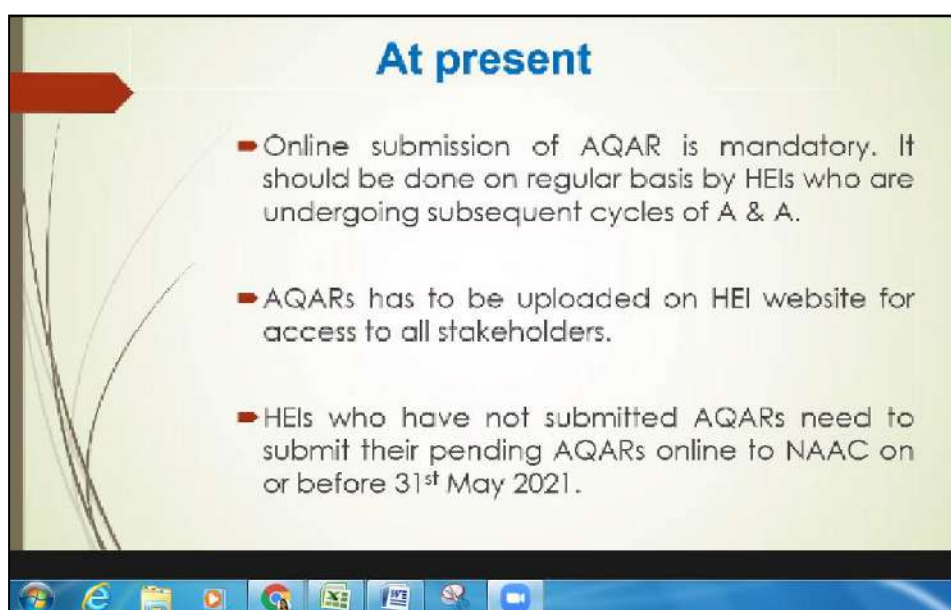 At present
Online submission of AQAR is mandatory. It
should be done on regular basis by HEIs who are
undergoing subsequent cycles of A & A.
AQARs has to be uploaded on HEI website for
access to all stakeholders.
HEIs who have not submitted AQARs need to
submit their pending AQARs online to NAAC on
or before 31st May 2021.